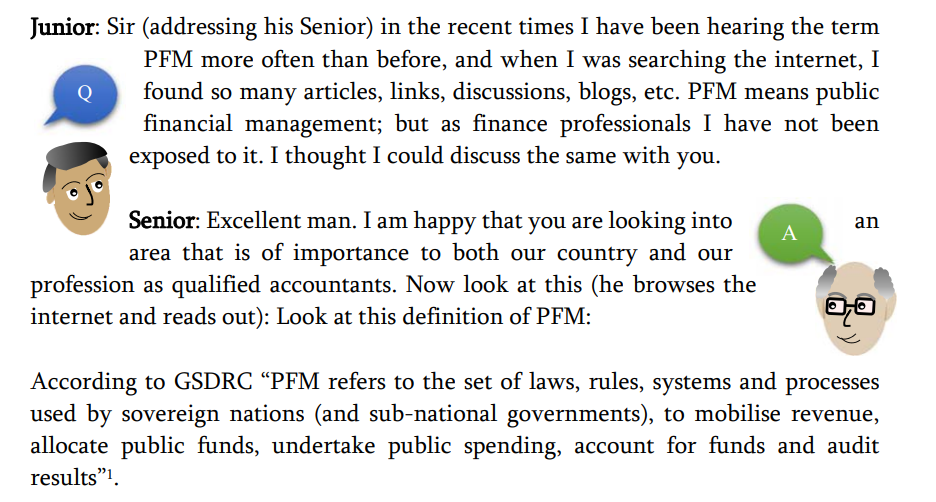 Junior: Sir (addressing his Senior) in the recent times I have been hearing the term
PFM more often than before, and when I was searching the internet, I
Q
found so many articles, links, discussions, blogs, etc. PFM means public
financial management; but as finance professionals I have not been
exposed to it. I thought I could discuss the same with you.
Senior: Excellent man. I am happy that you are looking into an
A
area that is of importance to both our country and our
profession as qualified accountants. Now look at this (he browses the
internet and reads out): Look at this definition of PFM:
According to GSDRC “PFM refers to the set of laws, rules, systems and processes
used by sovereign nations (and sub-national governments), to mobilise revenue,
allocate public funds, undertake public spending, account for funds and audit
results”¹.